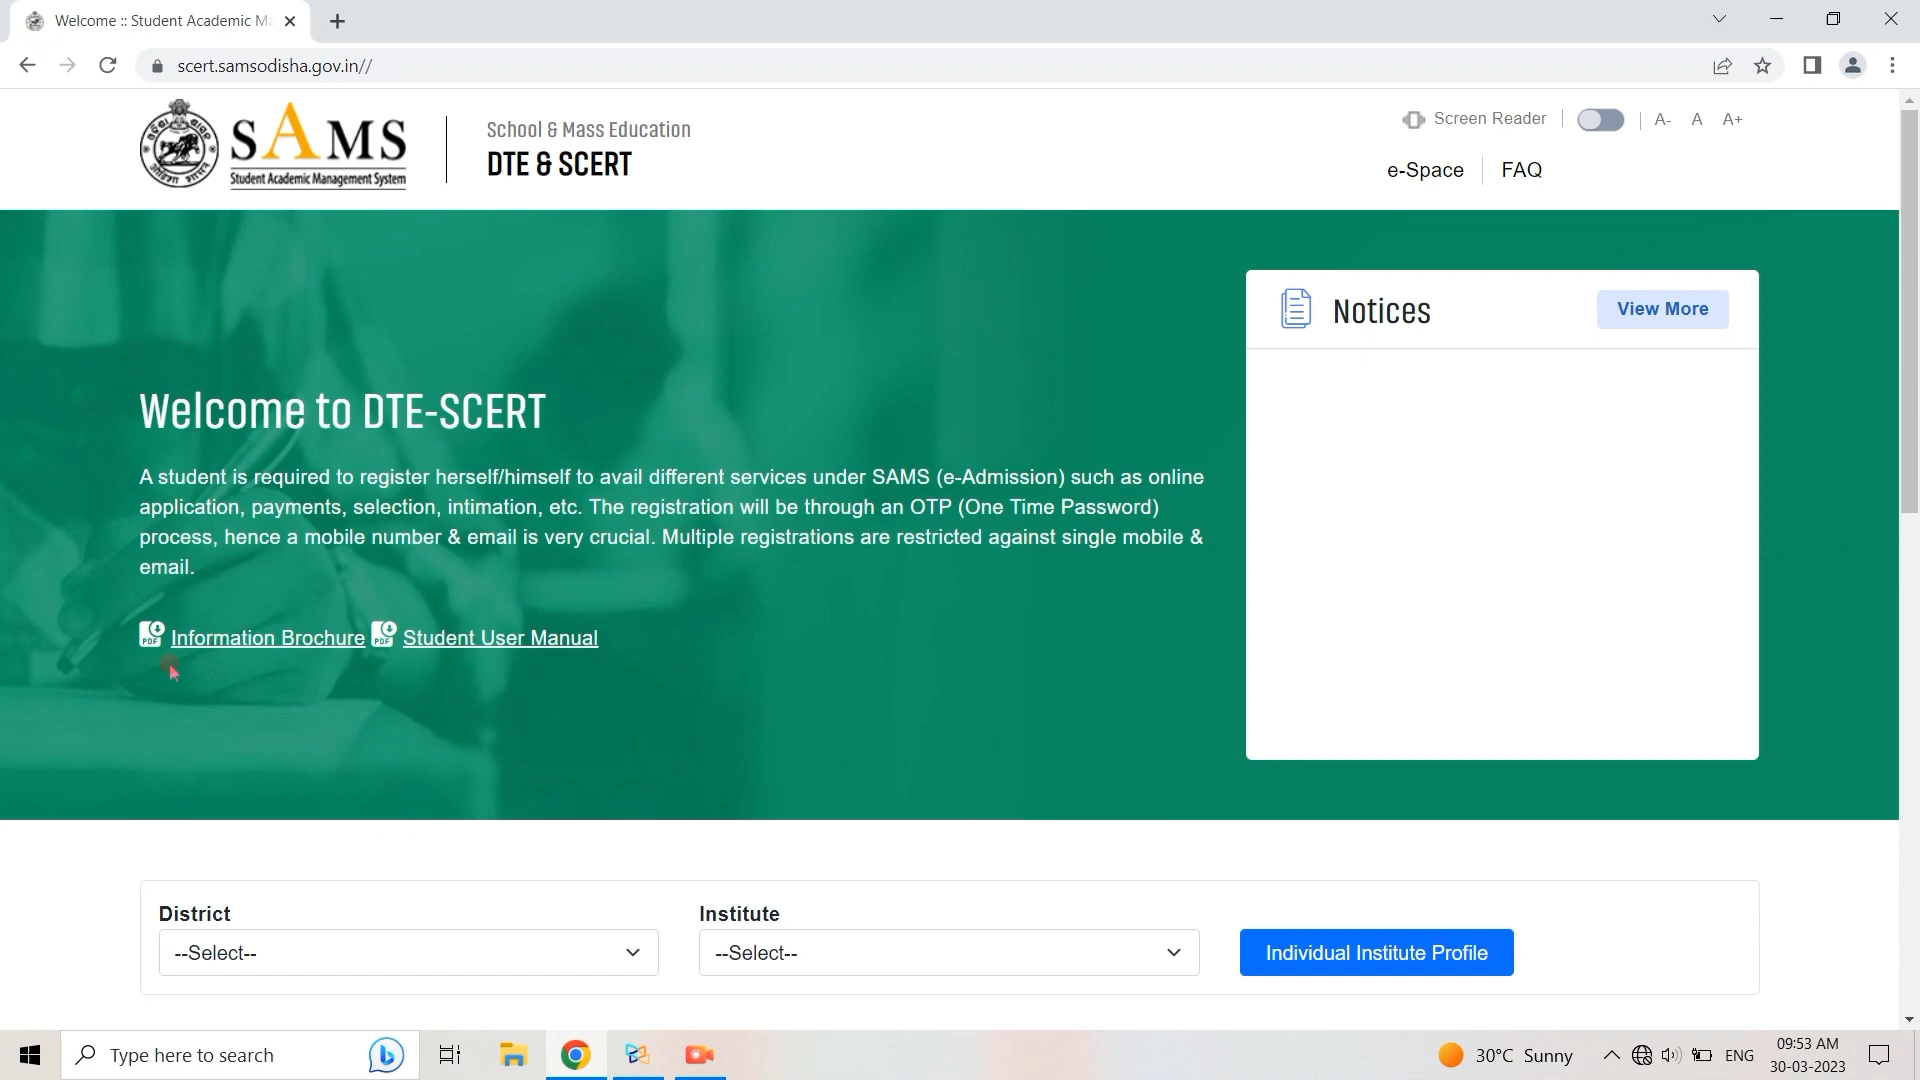 Welcome :: Student Academic Ma
scert.samsodisha.gov.in//
SAMS
Student Academic Management System
School & Mass Education
DTE & SCERT
Screen Reader
A- A A+
e-Space FAQ
Notices
View More
Welcome to DTE-SCERT
A student is required to register herself/himself to avail different services under SAMS (e-Admission) such as online
application, payments, selection, intimation, etc. The registration will be through an OTP (One Time Password)
process, hence a mobile number & email is very crucial. Multiple registrations are restricted against single mobile &
email.
PDF Information Brochure PDF Student User Manual
District Institute
--Select-- --Select-- Individual Institute Profile
Type here to search
30°C Sunny
ENG
09:53 AM
30-03-2023